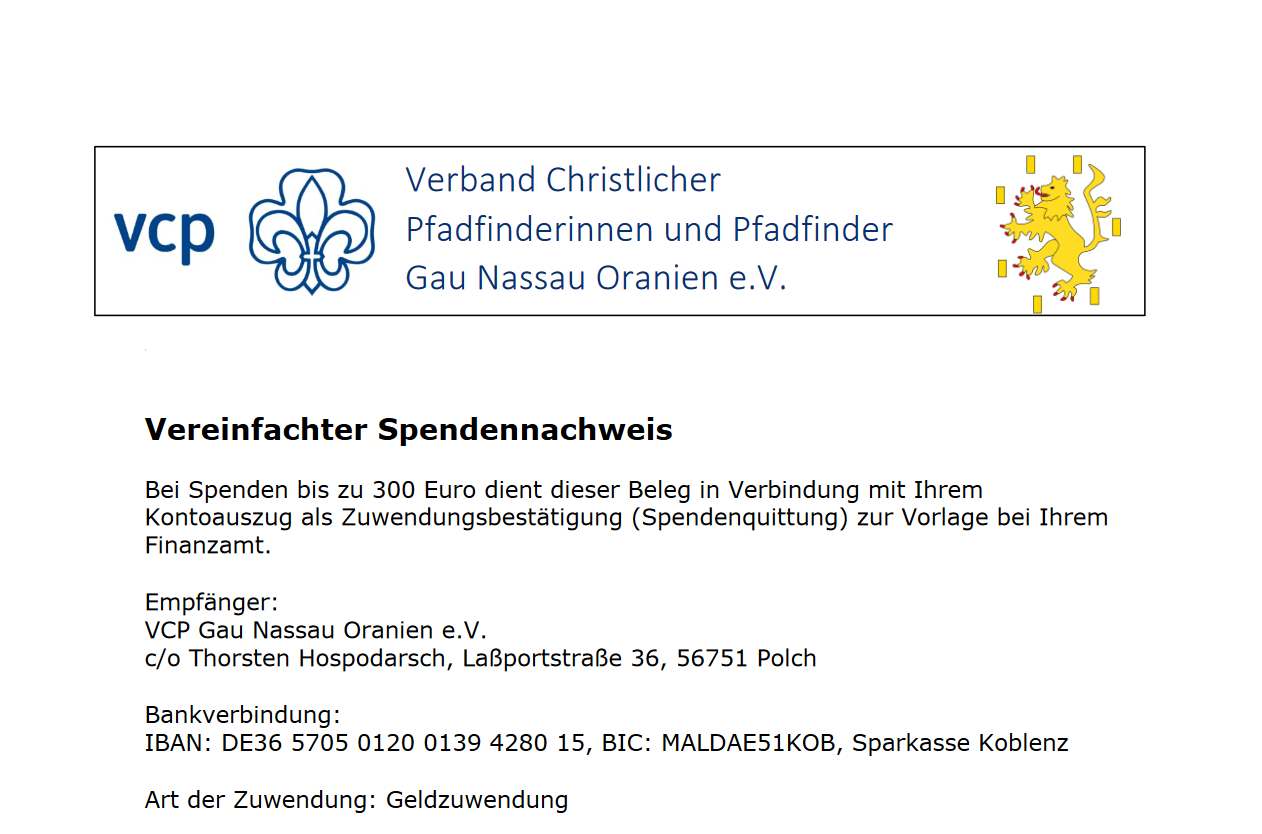 vcp
Verband Christlicher
Pfadfinderinnen und Pfadfinder
Gau Nassau Oranien e.V.
Vereinfachter Spendennachweis
Bei Spenden bis zu 300 Euro dient dieser Beleg in Verbindung mit Ihrem
Kontoauszug als Zuwendungsbestätigung (Spendenquittung) zur Vorlage bei Ihrem
Finanzamt.
Empfänger:
VCP Gau Nassau Oranien e.V.
c/o Thorsten Hospodarsch, Laßportstraße 36, 56751 Polch
Bankverbindung:
IBAN: DE36 5705 0120 0139 4280 15, BIC: MALDAE51KOB, Sparkasse Koblenz
Art der Zuwendung: Geldzuwendung